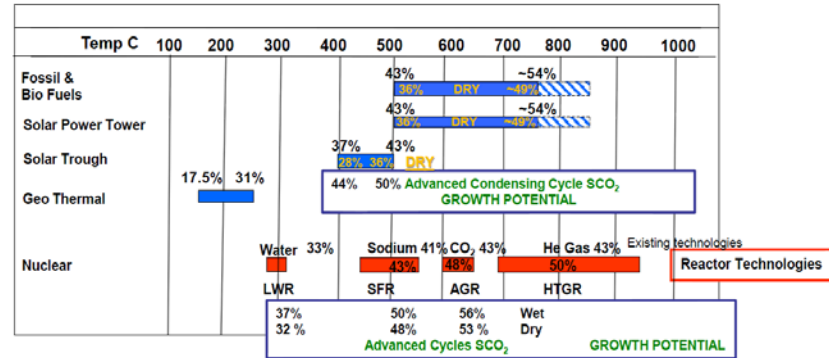 Temp C 100 200 300 400 500 600 700 800 900 1000
Fossil &
Bio Fuels
43% ~54%
36% DRY ~49%
Solar Power Tower
43% ~54%
36% DRY ~49%
Solar Trough
37% 43%
28% 36% DRY
Geo Thermal
17.5% 31%
44% 50% Advanced Condensing Cycle SCO₂
GROWTH POTENTIAL
Nuclear
Water 33% Sodium 41% CO₂ 43% He Gas 43% Existing technologies
43% 48% 50% Reactor Technologies
LWR SFR AGR HTGR
37% 50% 56% Wet
32 % 48% 53 % Dry
Advanced Cycles SCO₂ GROWTH POTENTIAL